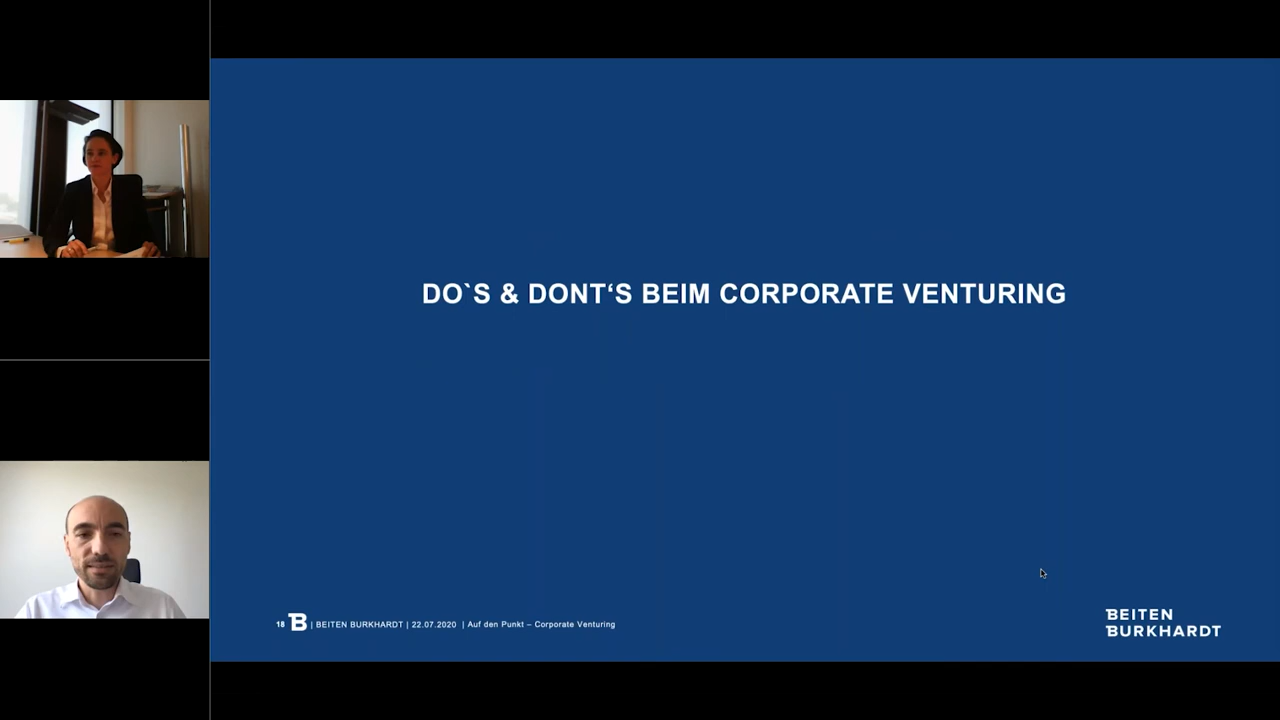 DO`S & DONT‘S BEIM CORPORATE VENTURING
18 B | BEITEN BURKHARDT | 22.07.2020 | Auf den Punkt – Corporate Venturing
BEITEN
BURKHARDT